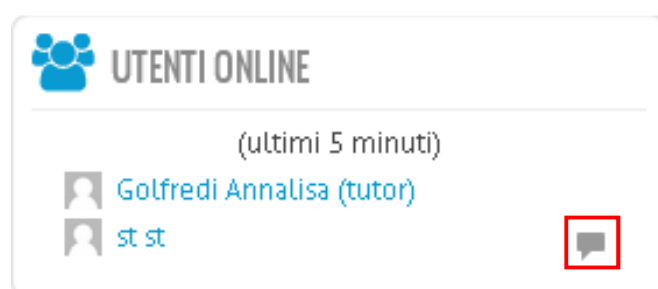 UTENTI ONLINE
(ultimi 5 minuti)
Golfredi Annalisa (tutor)
st st